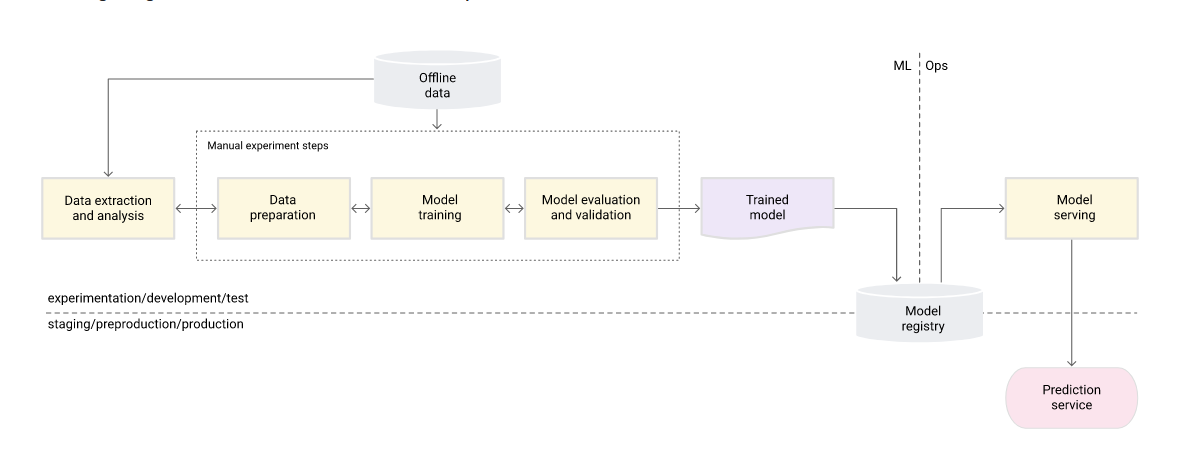 Offline
data
ML
Ops
Manual experiment steps
Data extraction
and analysis
Data
preparation
Model
training
Model evaluation
and validation
Trained
model
Model
serving
experimentation/development/test
staging/preproduction/production
Model
registry
Prediction
service